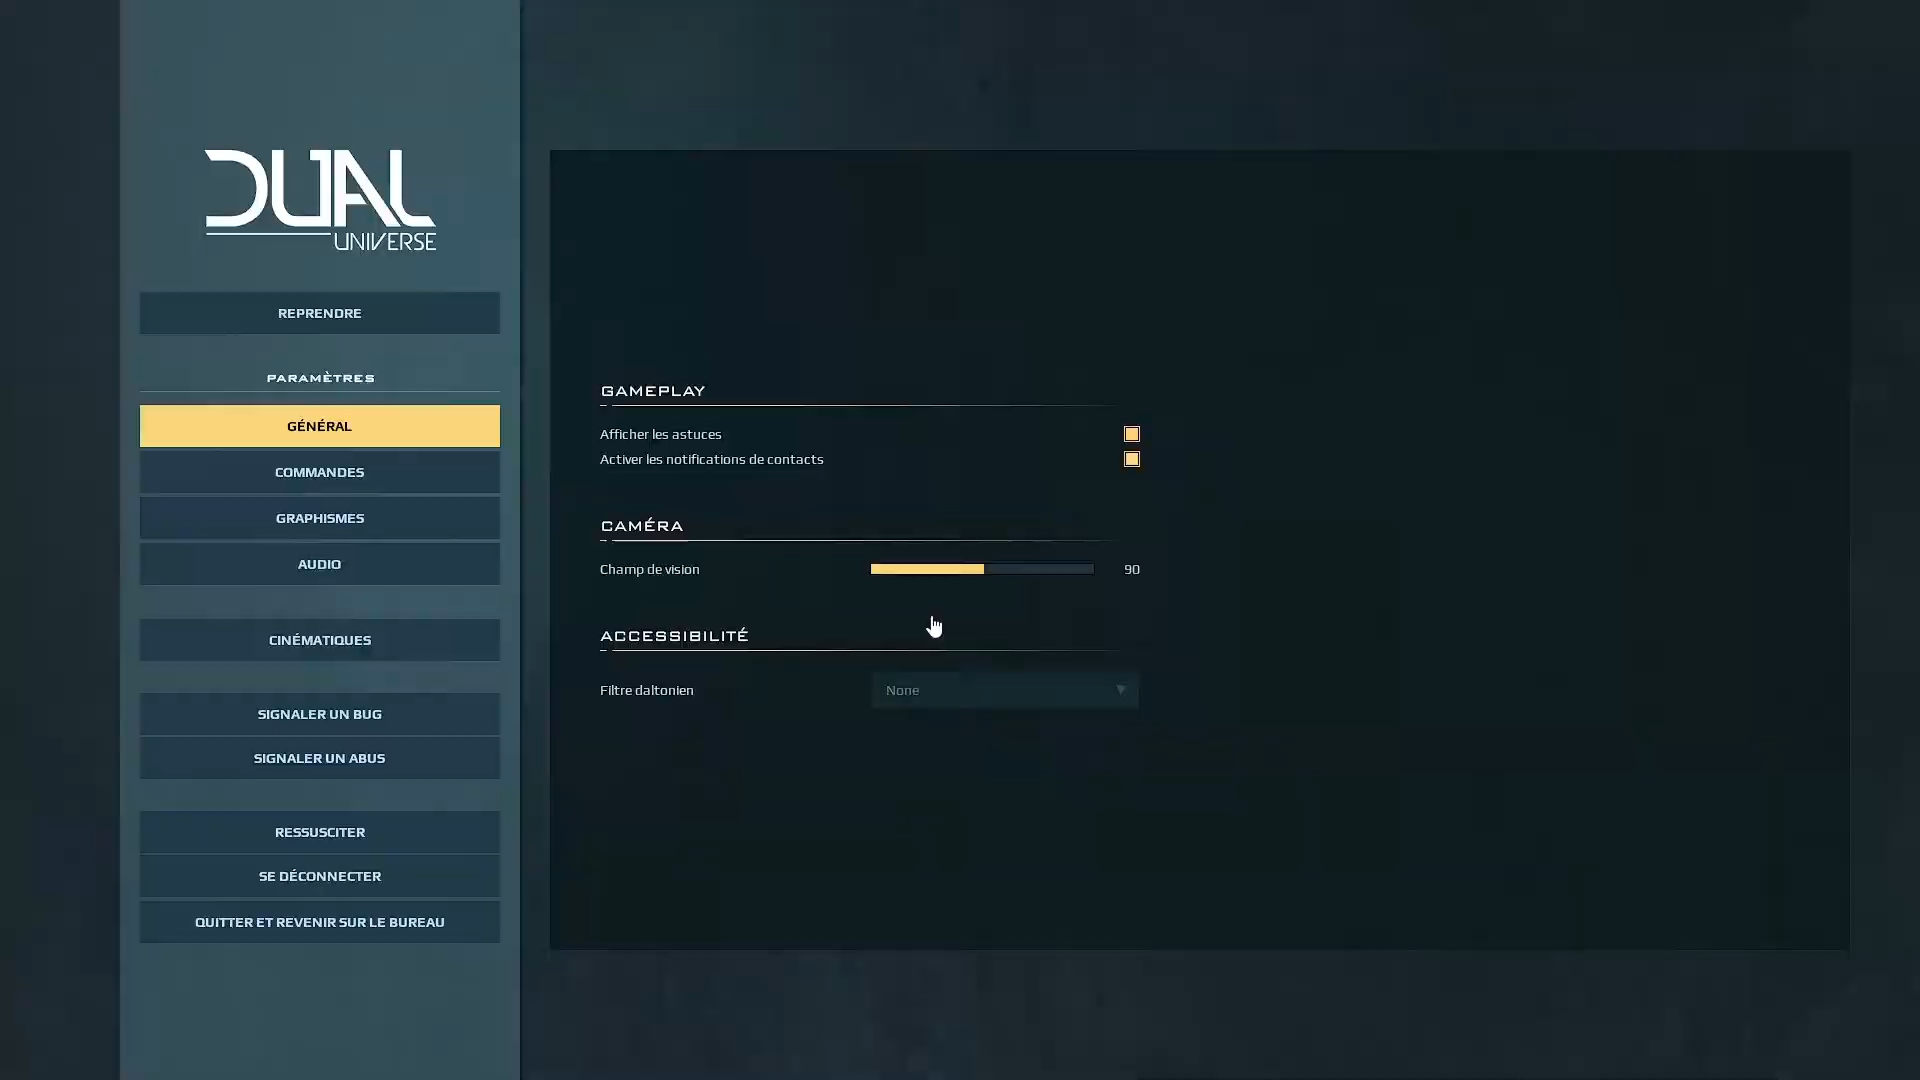 DUAL
UNIVERSE
REPRENDRE
PARAMÈTRES
GÉNÉRAL
COMMANDES
GRAPHISMES
AUDIO
CINÉMATIQUES
SIGNALER UN BUG
SIGNALER UN ABUS
RESSUSCITER
SE DÉCONNECTER
QUITTER ET REVENIR SUR LE BUREAU
GAMEPLAY
Afficher les astuces
Activer les notifications de contacts
CAMÉRA
Champ de vision 90
ACCESSIBILITÉ
Filtre daltonien None